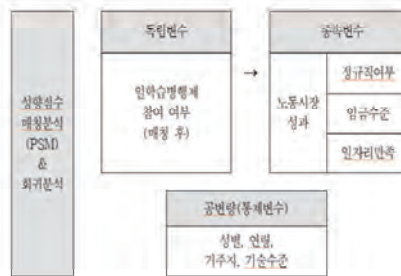 성향점수
매칭분석
(PSM)
&
회귀분석
독립변수
일학습병행제
참여 여부
(매칭 후)
→
종속변수
노동시장
성과
정규직여부
임금수준
일자리만족
공변량(통제변수)
성별, 연령,
거주지, 기술수준